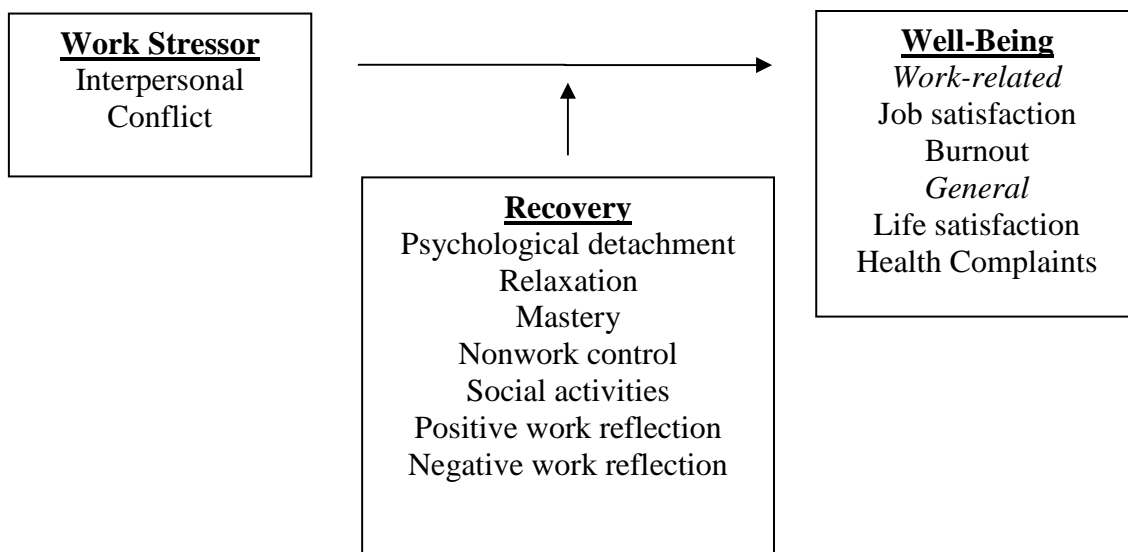 Work Stressor
Interpersonal
Conflict
Well-Being
Work-related
Job satisfaction
Burnout
General
Life satisfaction
Health Complaints
Recovery
Psychological detachment
Relaxation
Mastery
Nonwork control
Social activities
Positive work reflection
Negative work reflection